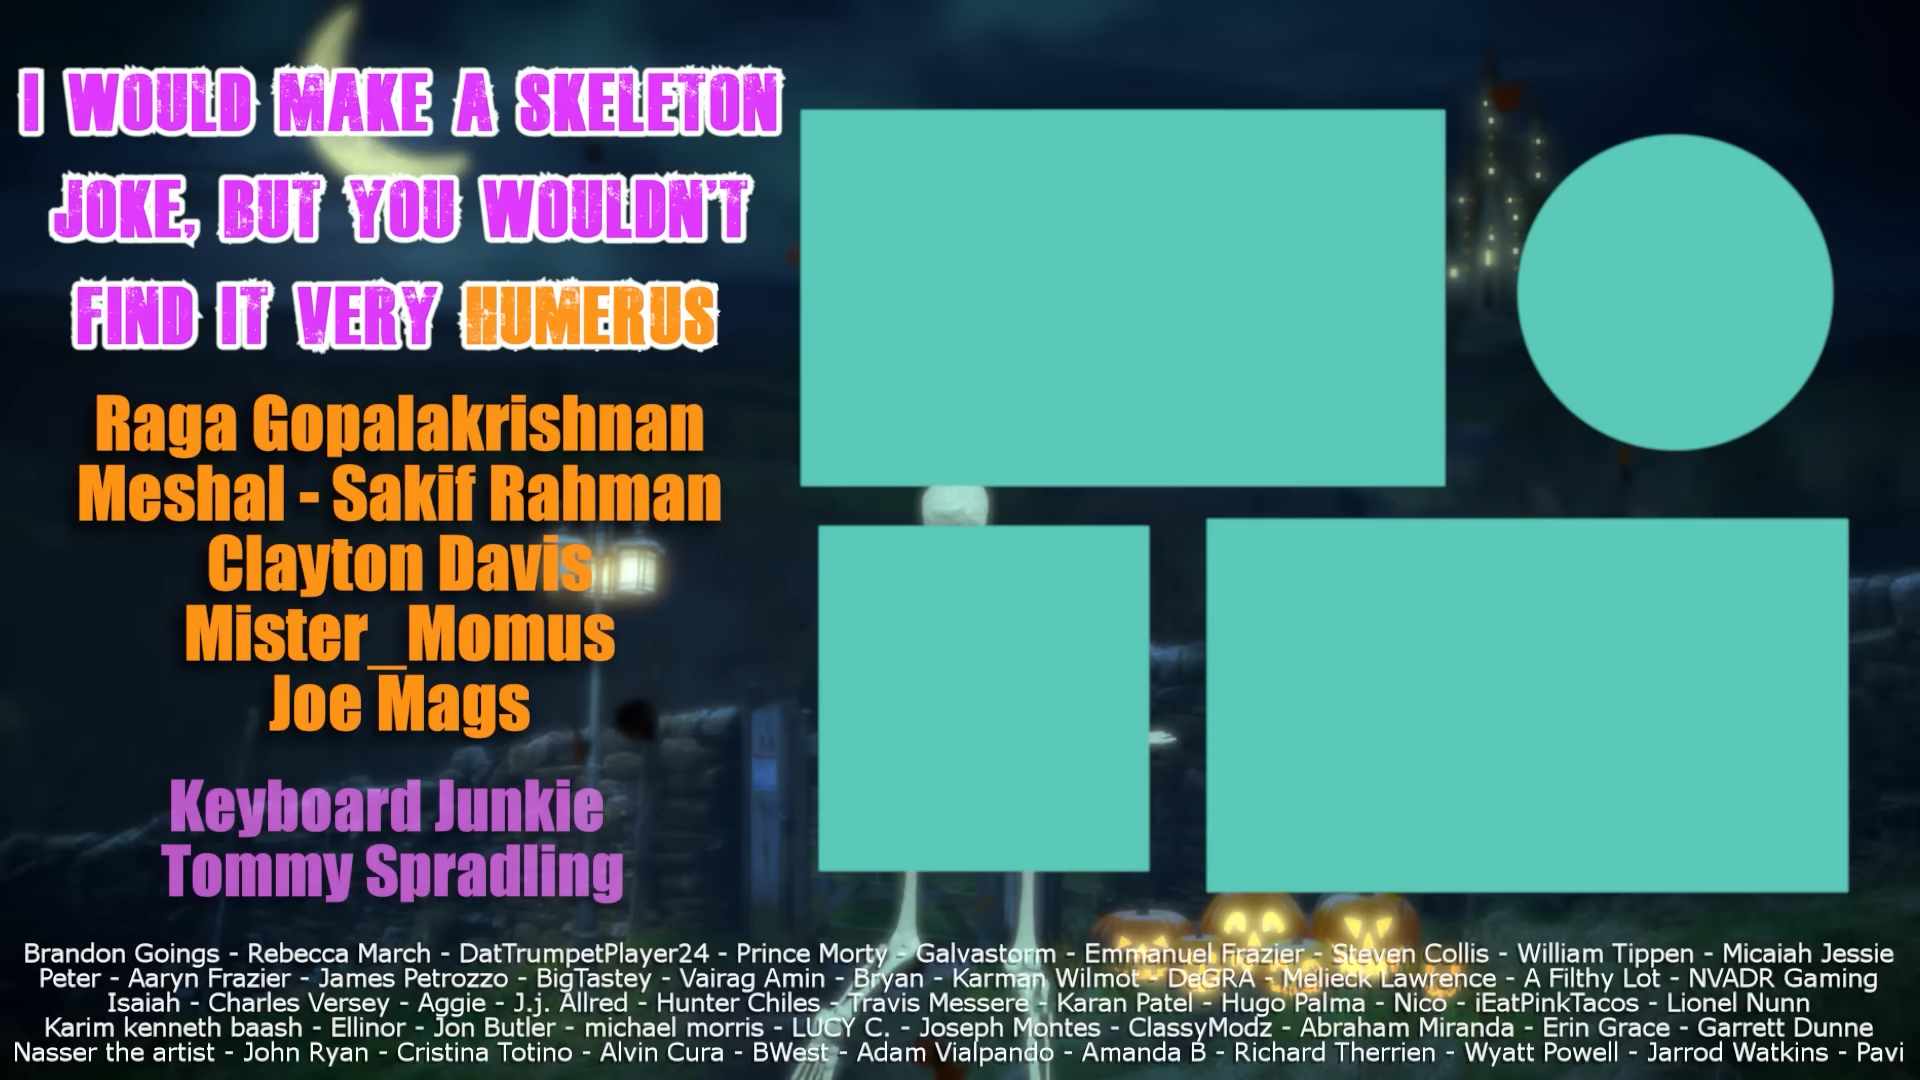 I WOULD MAKE A SKELETON
JOKE, BUT YOU WOULDN'T
FIND IT VERY HUMERUS
Raga Gopalakrishnan
Meshal - Sakif Rahman
Clayton Davis
Mister_Momus
Joe Mags
Keyboard Junkie
Tommy Spradling
Brandon Goings - Rebecca March - DatTrumpetPlayer24 - Prince Morty - Galvastorm - Emmanuel Frazier - Steven Collis - William Tippen - Micaiah Jessie
Peter - Aaryn Frazier - James Petrozzo - BigTastey - Vairag Amin - Bryan - Karman Wilmot - DeGRA - Melieck Lawrence - A Filthy Lot - NVADR Gaming
Isaiah - Charles Versey - Aggie - J.j. Allred - Hunter Chiles - Travis Messere - Karan Patel - Hugo Palma - Nico - iEatPinkTacos - Lionel Nunn
Karim kenneth baash - Ellinor - Jon Butler - michael morris - LUCY C. - Joseph Montes - ClassyModz - Abraham Miranda - Erin Grace - Garrett Dunne
Nasser the artist - John Ryan - Cristina Totino - Alvin Cura - BWest - Adam Vialpando - Amanda B - Richard Therrien - Wyatt Powell - Jarrod Watkins - Pavi